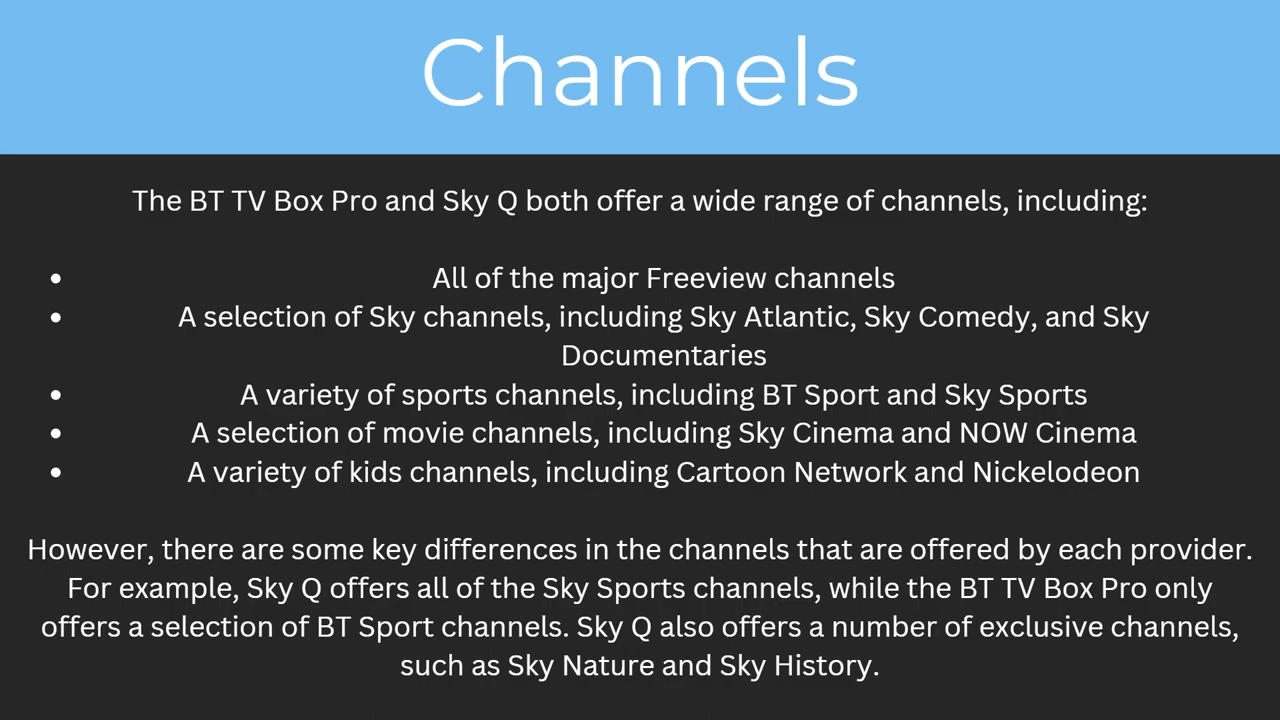 Channels
The BT TV Box Pro and Sky Q both offer a wide range of channels, including:
• All of the major Freeview channels
• A selection of Sky channels, including Sky Atlantic, Sky Comedy, and Sky
Documentaries
• A variety of sports channels, including BT Sport and Sky Sports
• A selection of movie channels, including Sky Cinema and NOW Cinema
• A variety of kids channels, including Cartoon Network and Nickelodeon
However, there are some key differences in the channels that are offered by each provider.
For example, Sky Q offers all of the Sky Sports channels, while the BT TV Box Pro only
offers a selection of BT Sport channels. Sky Q also offers a number of exclusive channels,
such as Sky Nature and Sky History.